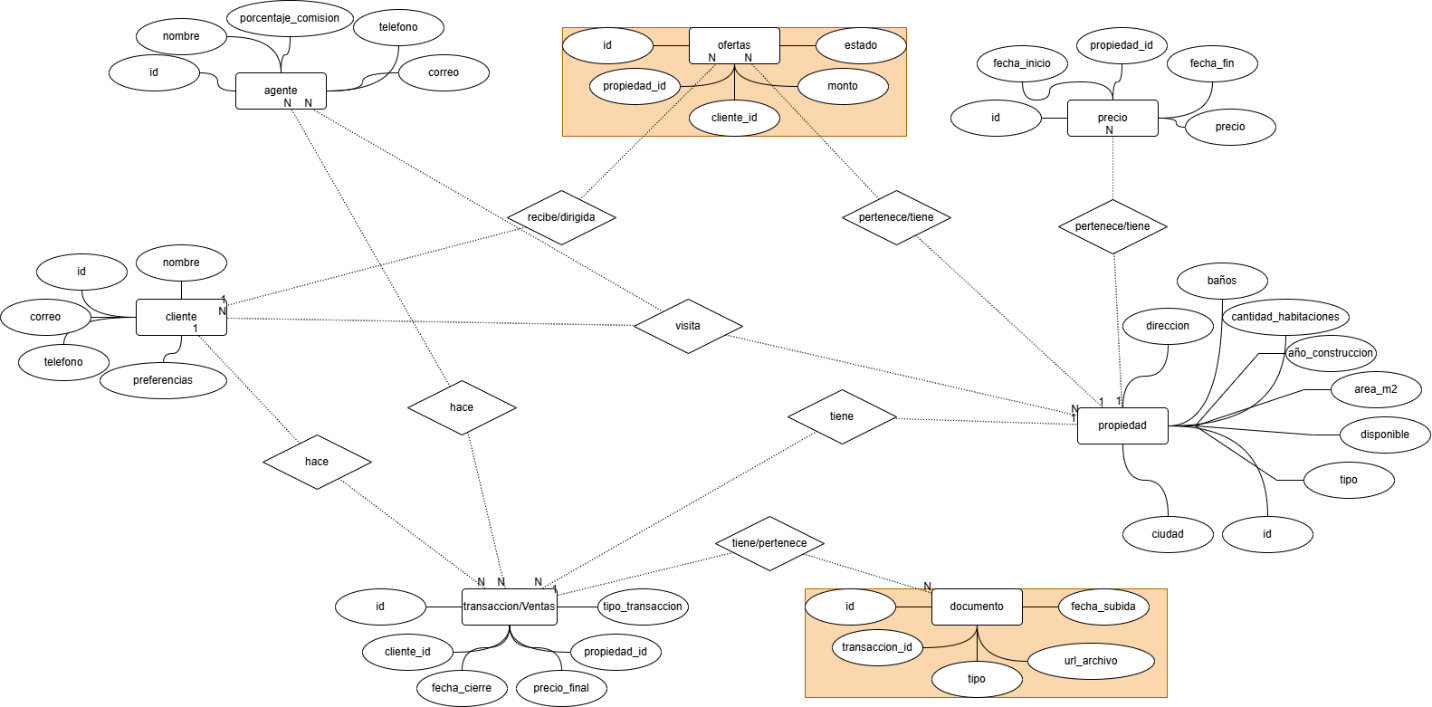 porcentaje_comision
nombre
telefono
id
correo
agente
N
N
id
ofertas
estado
N
N
propiedad_id
monto
cliente_id
propiedad_id
fecha_inicio
fecha_fin
id
precio
precio
N
recibe/dirigida
pertenece/tiene
pertenece/tiene
nombre
id
correo
cliente
1
N
1
telefono
preferencias
visita
baños
direccion
cantidad_habitaciones
año_construccion
area_m2
disponible
tipo
id
ciudad
propiedad
1
1
N
1
hace
tiene
hace
tiene/pertenece
N
N
N
1
id
transaccion/Ventas
tipo_transaccion
cliente_id
propiedad_id
fecha_cierre
precio_final
N
id
documento
fecha_subida
transaccion_id
url_archivo
tipo